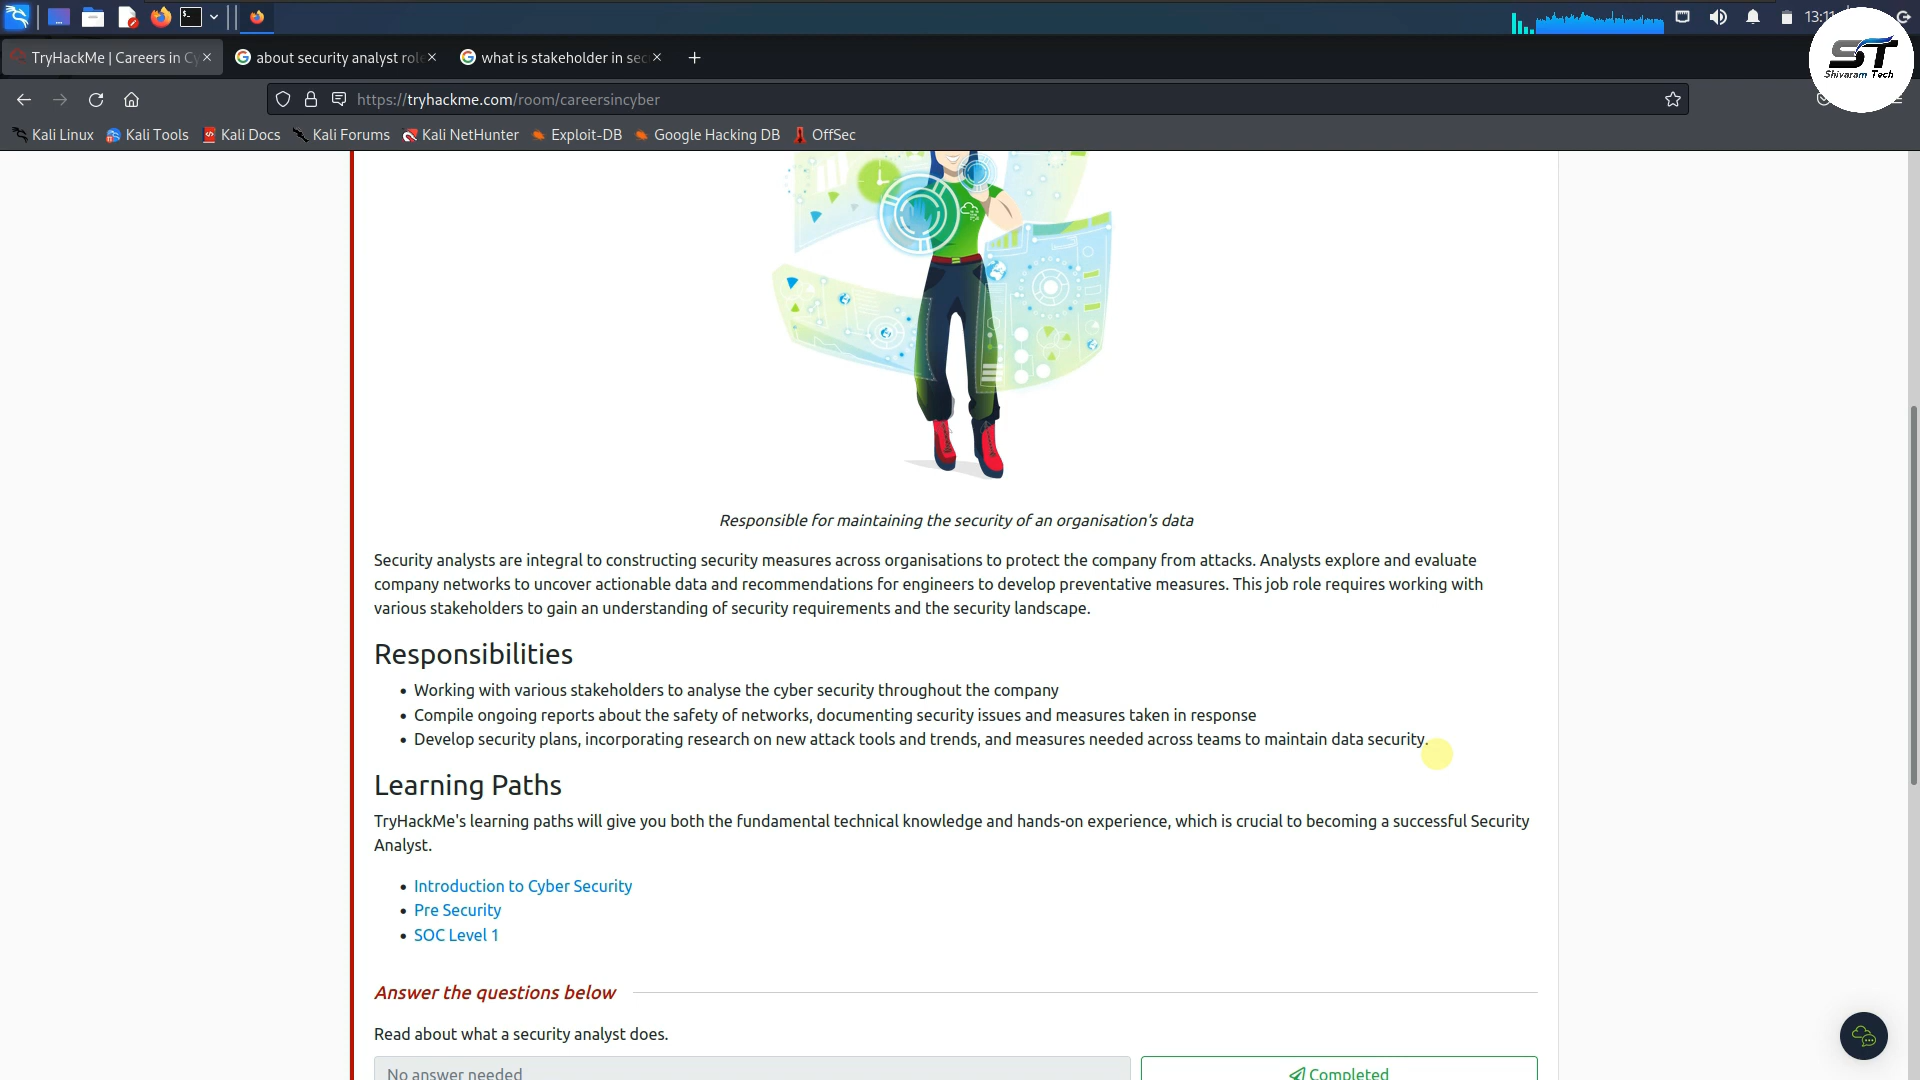 13:11
TryHackMe | Careers in Cy
about security analyst rol
what is stakeholder in sec
ST
Shivaram Tech
https://tryhackme.com/room/careersincyber
Kali Linux
Kali Tools
Kali Docs
Kali Forums
Kali NetHunter
Exploit-DB
Google Hacking DB
OffSec
Responsible for maintaining the security of an organisation's data
Security analysts are integral to constructing security measures across organisations to protect the company from attacks. Analysts explore and evaluate
company networks to uncover actionable data and recommendations for engineers to develop preventative measures. This job role requires working with
various stakeholders to gain an understanding of security requirements and the security landscape.
Responsibilities
• Working with various stakeholders to analyse the cyber security throughout the company
• Compile ongoing reports about the safety of networks, documenting security issues and measures taken in response
• Develop security plans, incorporating research on new attack tools and trends, and measures needed across teams to maintain data security.
Learning Paths
TryHackMe's learning paths will give you both the fundamental technical knowledge and hands-on experience, which is crucial to becoming a successful Security
Analyst.
• Introduction to Cyber Security
• Pre Security
• SOC Level 1
Answer the questions below
Read about what a security analyst does.
No answer needed
Completed